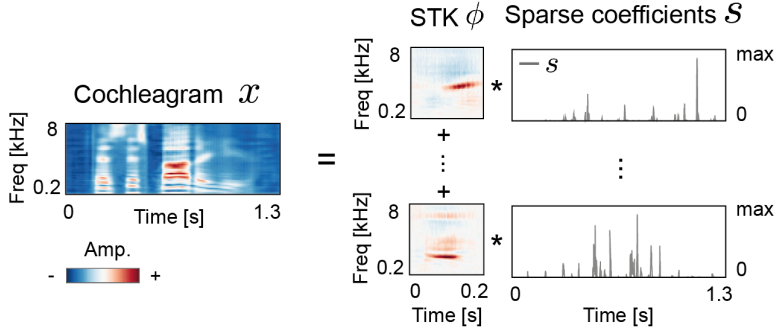 STK ϕ Sparse coefficients s
Cochleagram x
8
Freq [kHz]
0.2
0
Time [s]
1.3
Amp.
- +
=
8
Freq [kHz]
0.2
*
s
max
0
+
⋮
+
⋮
8
Freq [kHz]
0.2
*
max
0
0 0.2
Time [s]
0 1.3
Time [s]